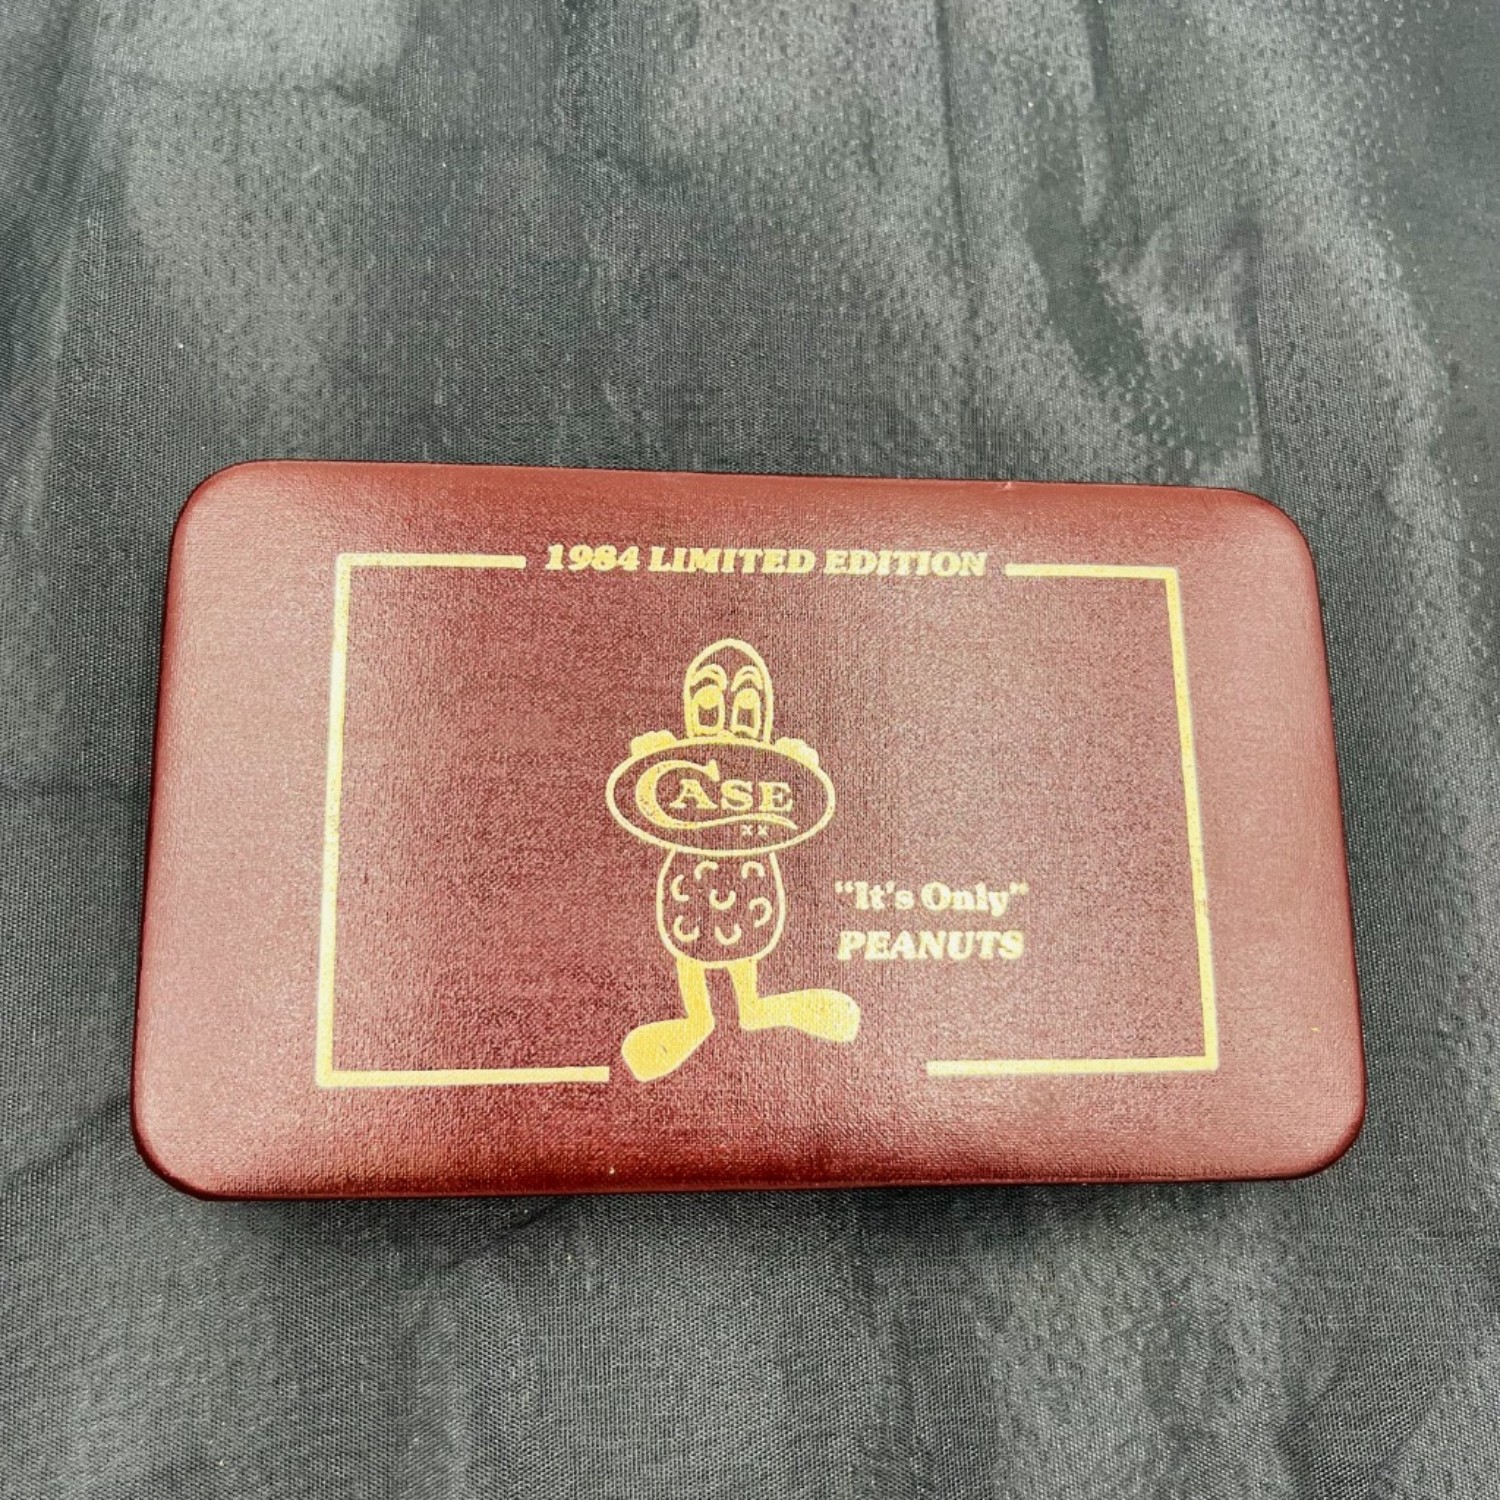 1984 LIMITED EDITION
CASE
XX
"It's Only"
PEANUTS